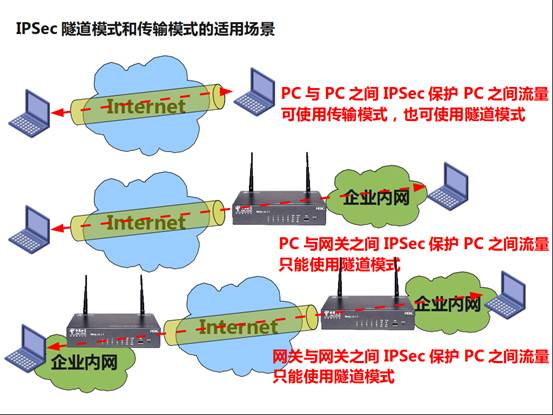 IPSec 隧道模式和传输模式的适用场景
Internet
PC 与 PC 之间 IPSec 保护 PC 之间流量
可使用传输模式，也可使用隧道模式
Internet
企业内网
PC 与网关之间 IPSec 保护 PC 之间流量
只能使用隧道模式
企业内网
Internet
企业内网
网关与网关之间 IPSec 保护 PC 之间流量
只能使用隧道模式